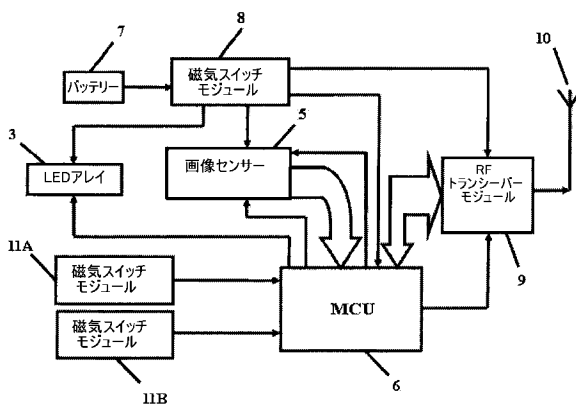 8
7
10
バッテリー
磁気スイッチ
モジュール
5
3
LEDアレイ
画像センサー
RF
トランシーバー
モジュール
9
11A
磁気スイッチ
モジュール
MCU
磁気スイッチ
モジュール
11B
6